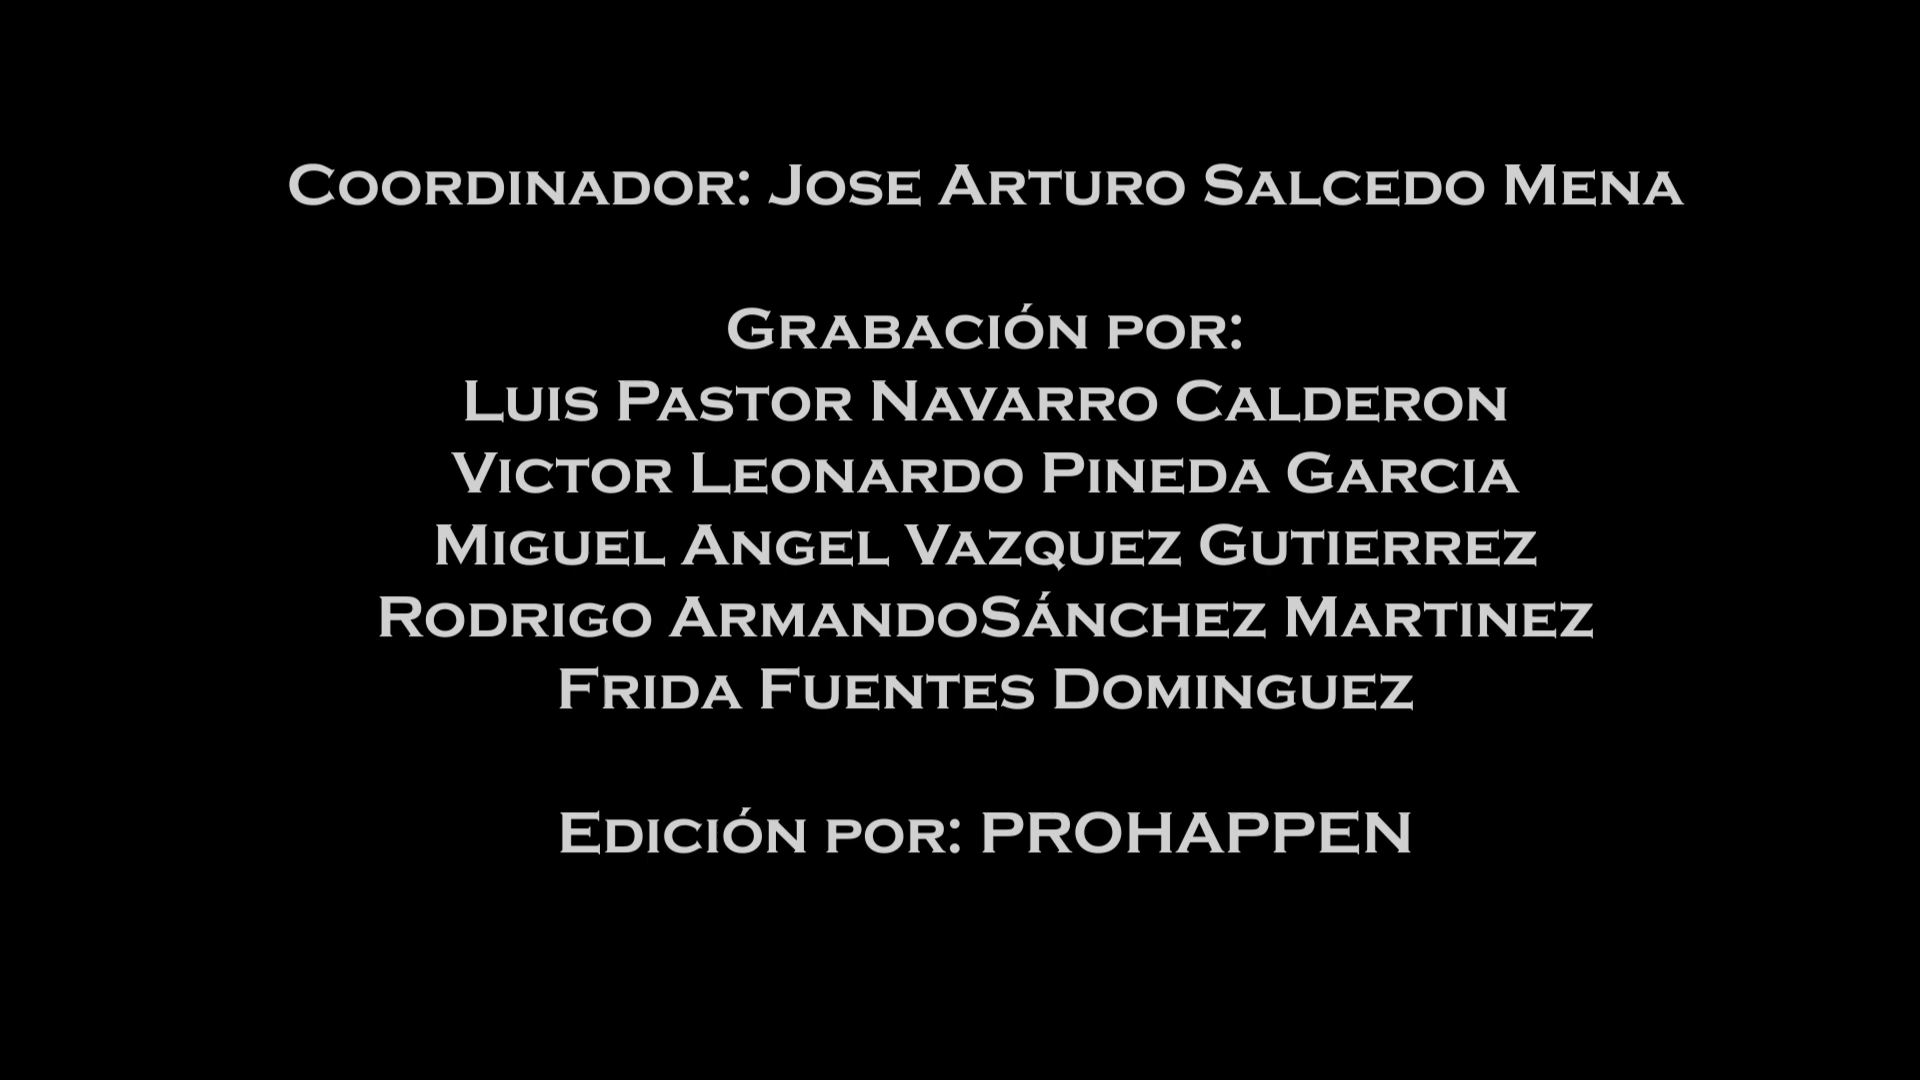 Coordinador: Jose Arturo Salcedo Mena
Grabación por:
Luis Pastor Navarro Calderon
Victor Leonardo Pineda Garcia
Miguel Angel Vazquez Gutierrez
Rodrigo ArmandoSánchez Martinez
Frida Fuentes Dominguez
Edición por: PROHAPPEN